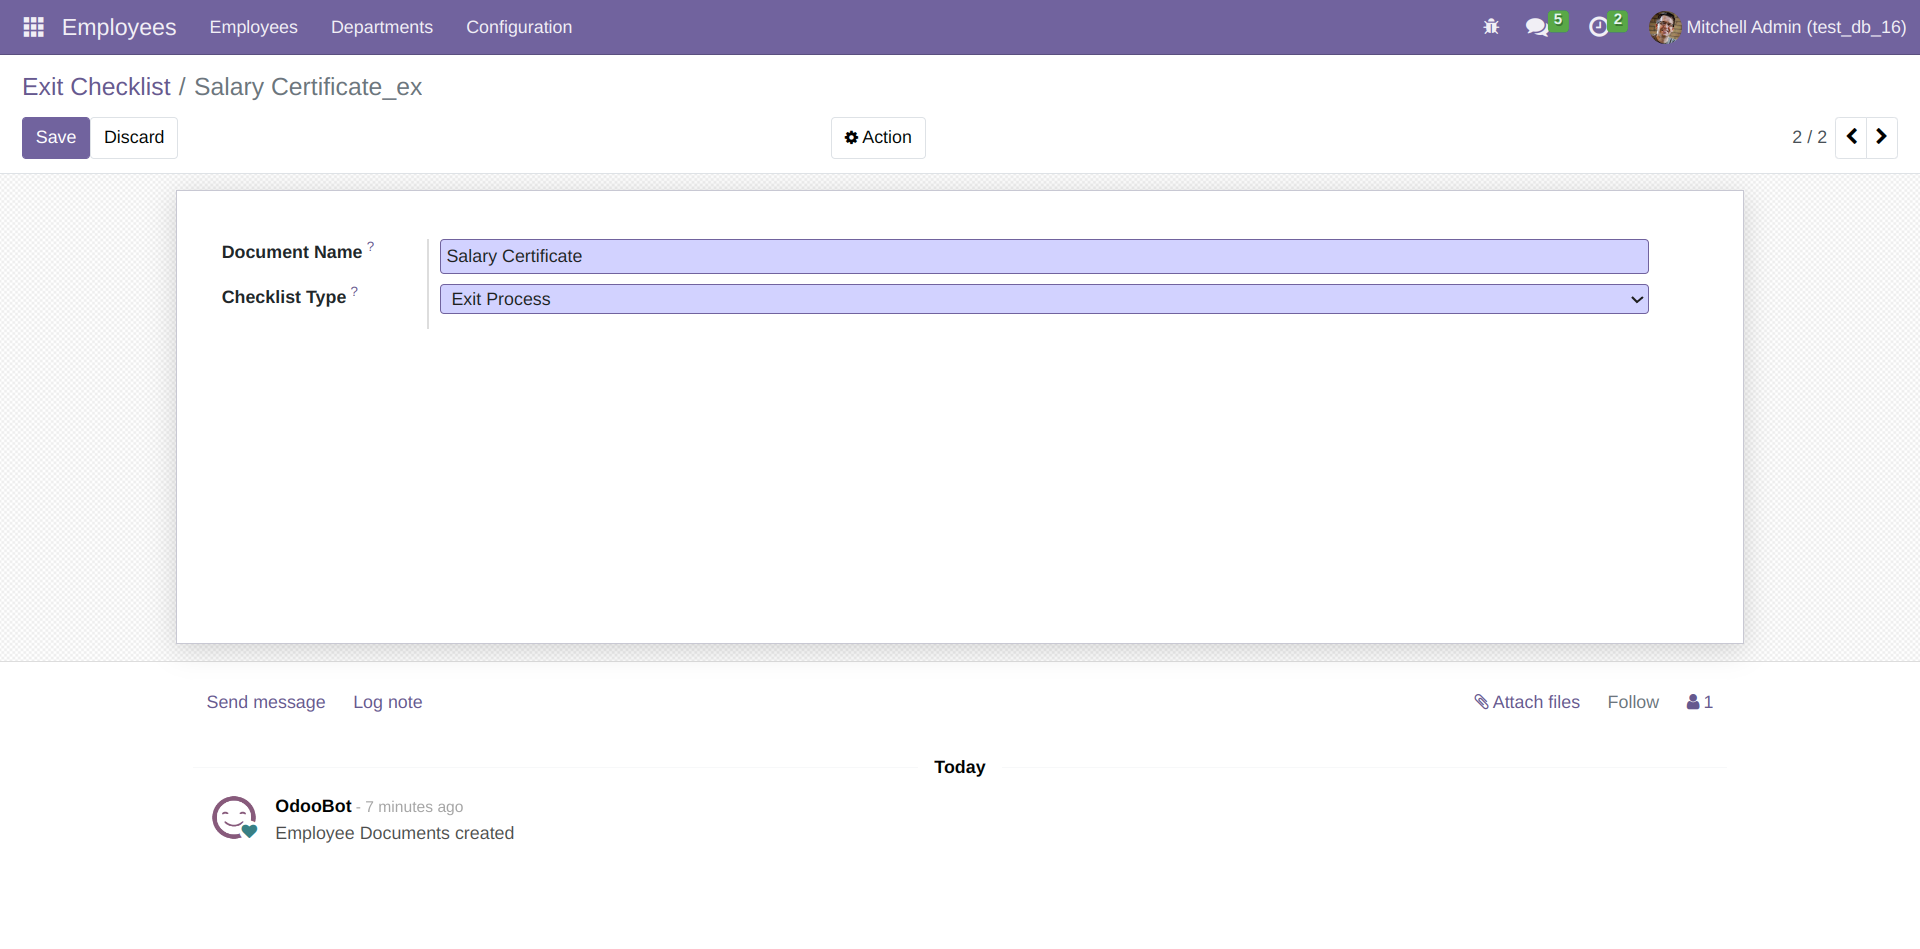 Employees Employees Departments Configuration 5 2 Mitchell Admin (test_db_16)
Exit Checklist / Salary Certificate_ex
Save Discard Action 2 / 2
Document Name ? Salary Certificate
Checklist Type ? Exit Process
Send message Log note Attach files Follow 1
Today
OdooBot - 7 minutes ago
Employee Documents created